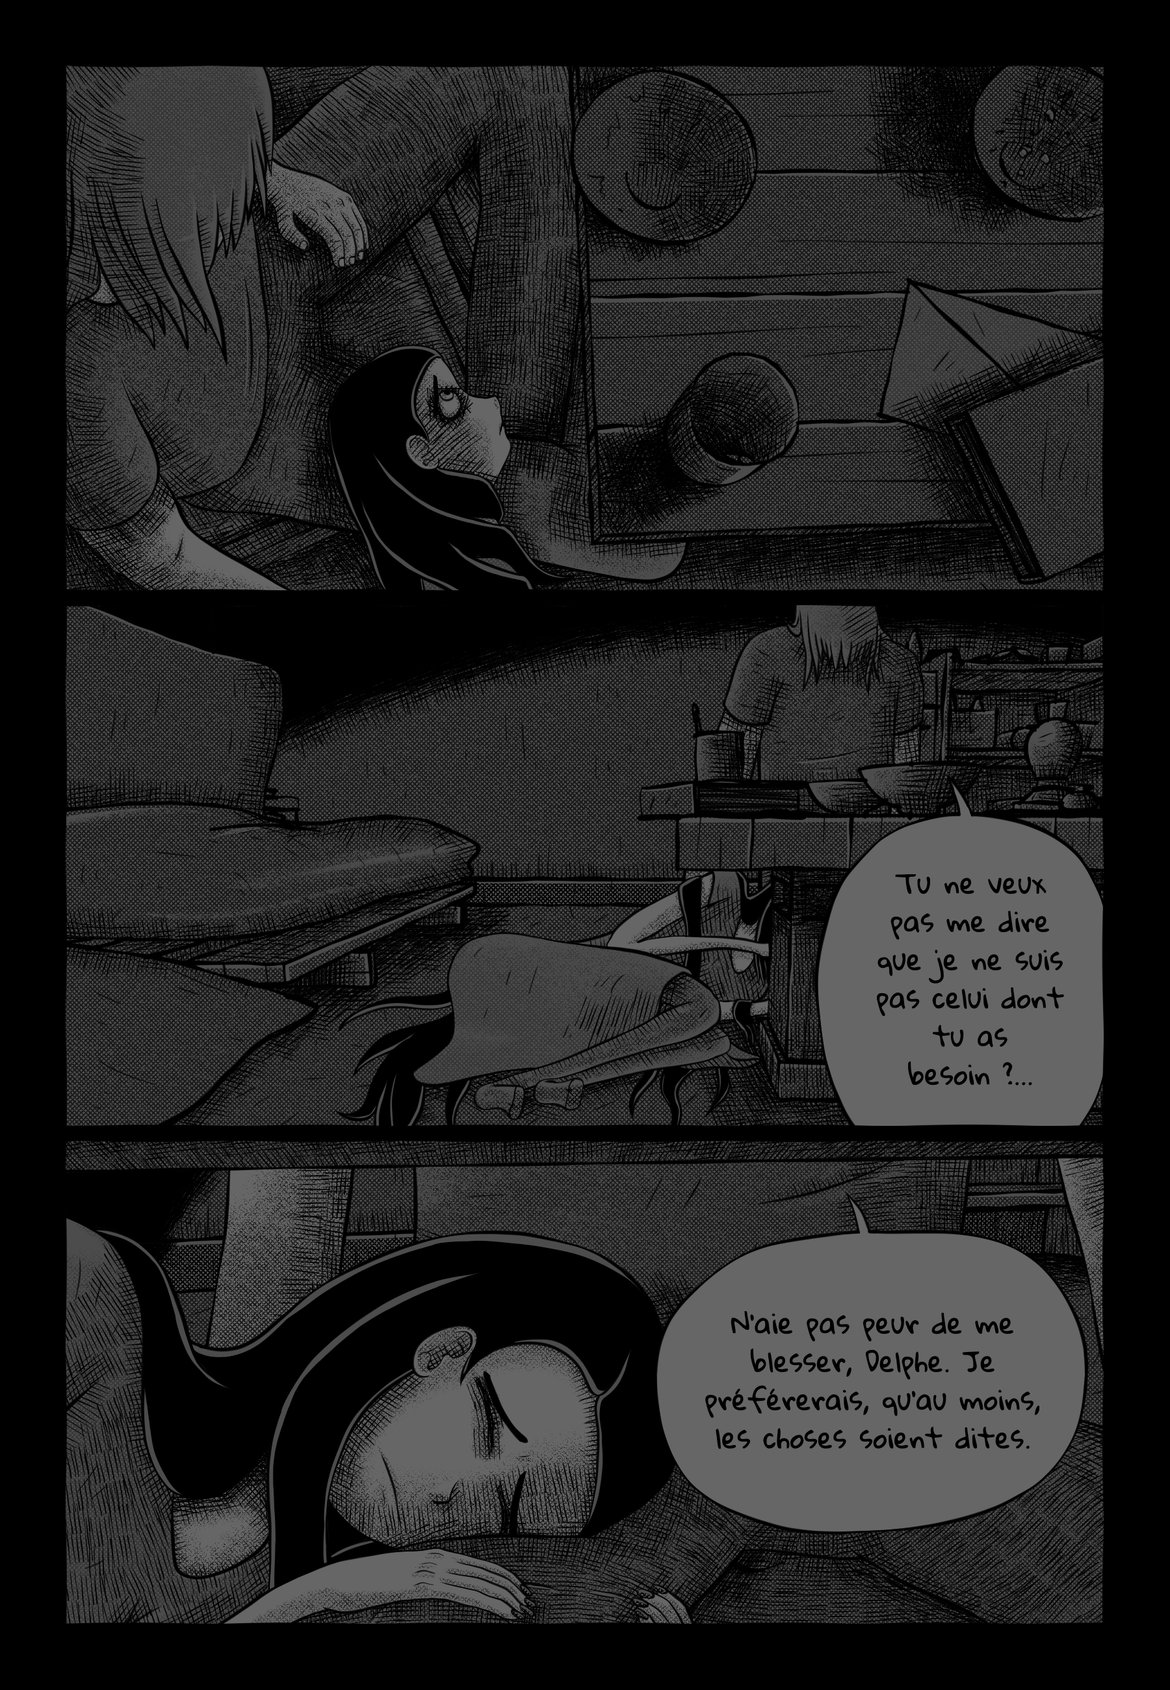 Tu ne veux
pas me dire
que je ne suis
pas celui dont
tu as
besoin ?...
N'aie pas peur de me
blesser, Delphe. Je
préférerais, qu'au moins,
les choses soient dites.